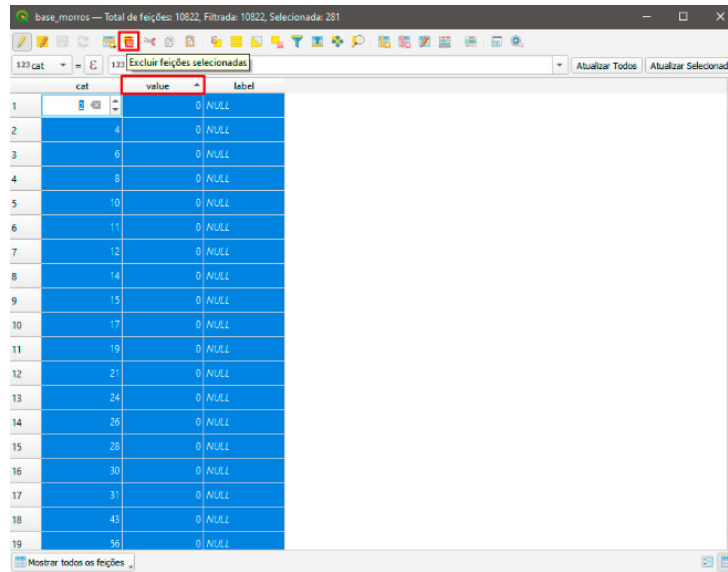 base_morros — Total de feições: 10822, Filtrada: 10822, Selecionada: 281
123 cat = ε 123 Excluir feições selecionadas Atualizar Todos Atualizar Selecionad
cat value label
1 2 0 NULL
2 4 0 NULL
3 6 0 NULL
4 8 0 NULL
5 10 0 NULL
6 11 0 NULL
7 12 0 NULL
8 14 0 NULL
9 15 0 NULL
10 17 0 NULL
11 19 0 NULL
12 21 0 NULL
13 24 0 NULL
14 26 0 NULL
15 28 0 NULL
16 30 0 NULL
17 31 0 NULL
18 43 0 NULL
19 56 0 NULL
Mostrar todos os feições